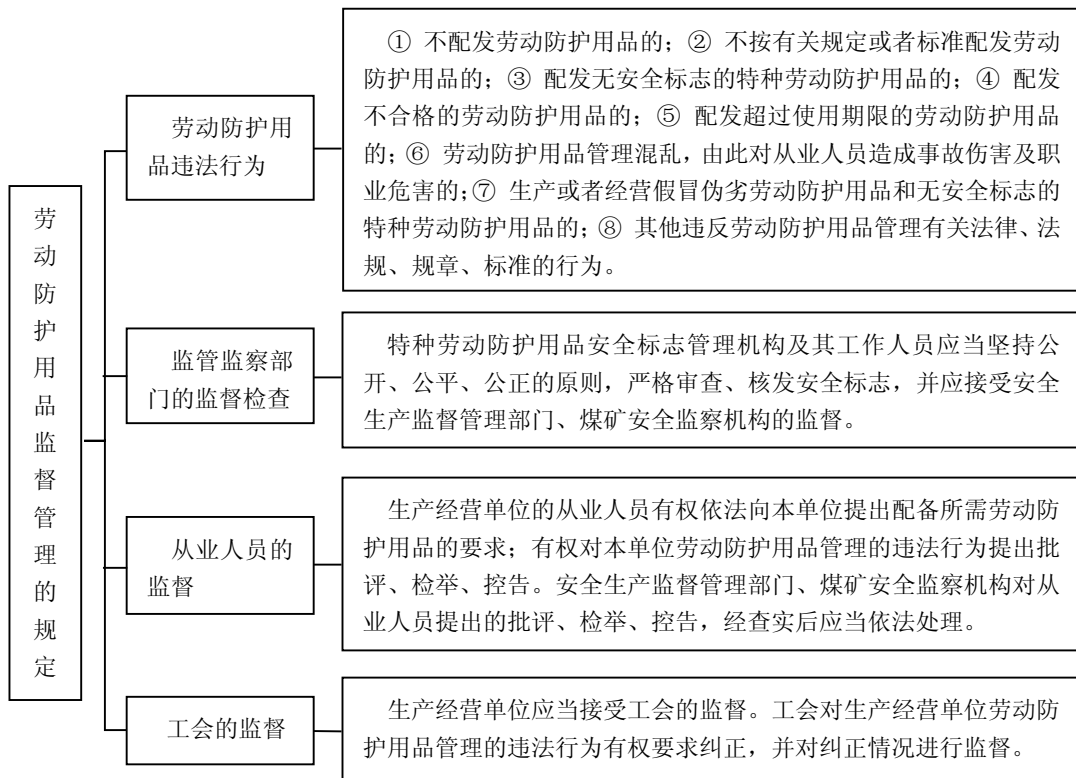 劳动防护用品监督管理的规定
劳动防护用
品违法行为
① 不配发劳动防护用品的；② 不按有关规定或者标准配发劳动
防护用品的；③ 配发无安全标志的特种劳动防护用品的；④ 配发
不合格的劳动防护用品的；⑤ 配发超过使用期限的劳动防护用品
的；⑥ 劳动防护用品管理混乱，由此对从业人员造成事故伤害及职
业危害的；⑦ 生产或者经营假冒伪劣劳动防护用品和无安全标志的
特种劳动防护用品的；⑧ 其他违反劳动防护用品管理有关法律、法
规、规章、标准的行为。
监管监察部
门的监督检查
特种劳动防护用品安全标志管理机构及其工作人员应当坚持公
开、公平、公正的原则，严格审查、核发安全标志，并应接受安全
生产监督管理部门、煤矿安全监察机构的监督。
从业人员的
监督
生产经营单位的从业人员有权依法向本单位提出配备所需劳动防
护用品的要求；有权对本单位劳动防护用品管理的违法行为提出批
评、检举、控告。安全生产监督管理部门、煤矿安全监察机构对从
业人员提出的批评、检举、控告，经查实后应当依法处理。
工会的监督
生产经营单位应当接受工会的监督。工会对生产经营单位劳动防
护用品管理的违法行为有权要求纠正，并对纠正情况进行监督。